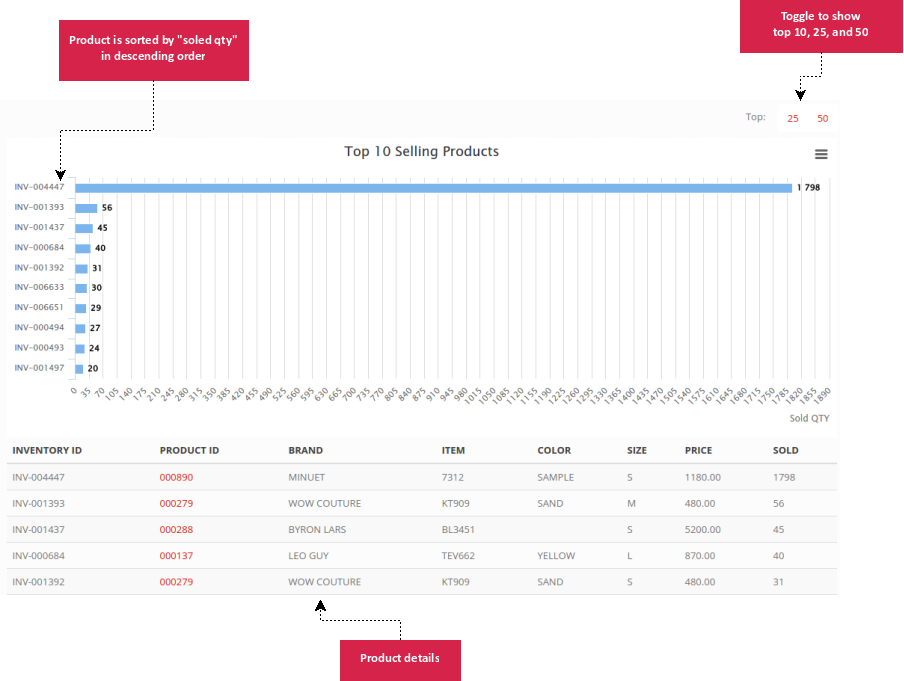 Product is sorted by "soled qty"
in descending order
Toggle to show
top 10, 25, and 50
Top: 25 50
Top 10 Selling Products
INV-004447 1 798
INV-001393 56
INV-001437 45
INV-000684 40
INV-001392 31
INV-006633 30
INV-006651 29
INV-000494 27
INV-000493 24
INV-001497 20
0 35 70 105 140 175 210 245 280 315 350 385 420 455 490 525 560 595 630 665 700 735 770 805 840 875 910 945 980 1015 1050 1085 1120 1155 1190 1225 1260 1295 1330 1365 1400 1435 1470 1505 1540 1575 1610 1645 1680 1715 1750 1785 1820 1855 1890
Sold QTY
INVENTORY ID PRODUCT ID BRAND ITEM COLOR SIZE PRICE SOLD
INV-004447 000890 MINUET 7312 SAMPLE S 1180.00 1798
INV-001393 000279 WOW COUTURE KT909 SAND M 480.00 56
INV-001437 000288 BYRON LARS BL3451 S 5200.00 45
INV-000684 000137 LEO GUY TEV662 YELLOW L 870.00 40
INV-001392 000279 WOW COUTURE KT909 SAND S 480.00 31
Product details